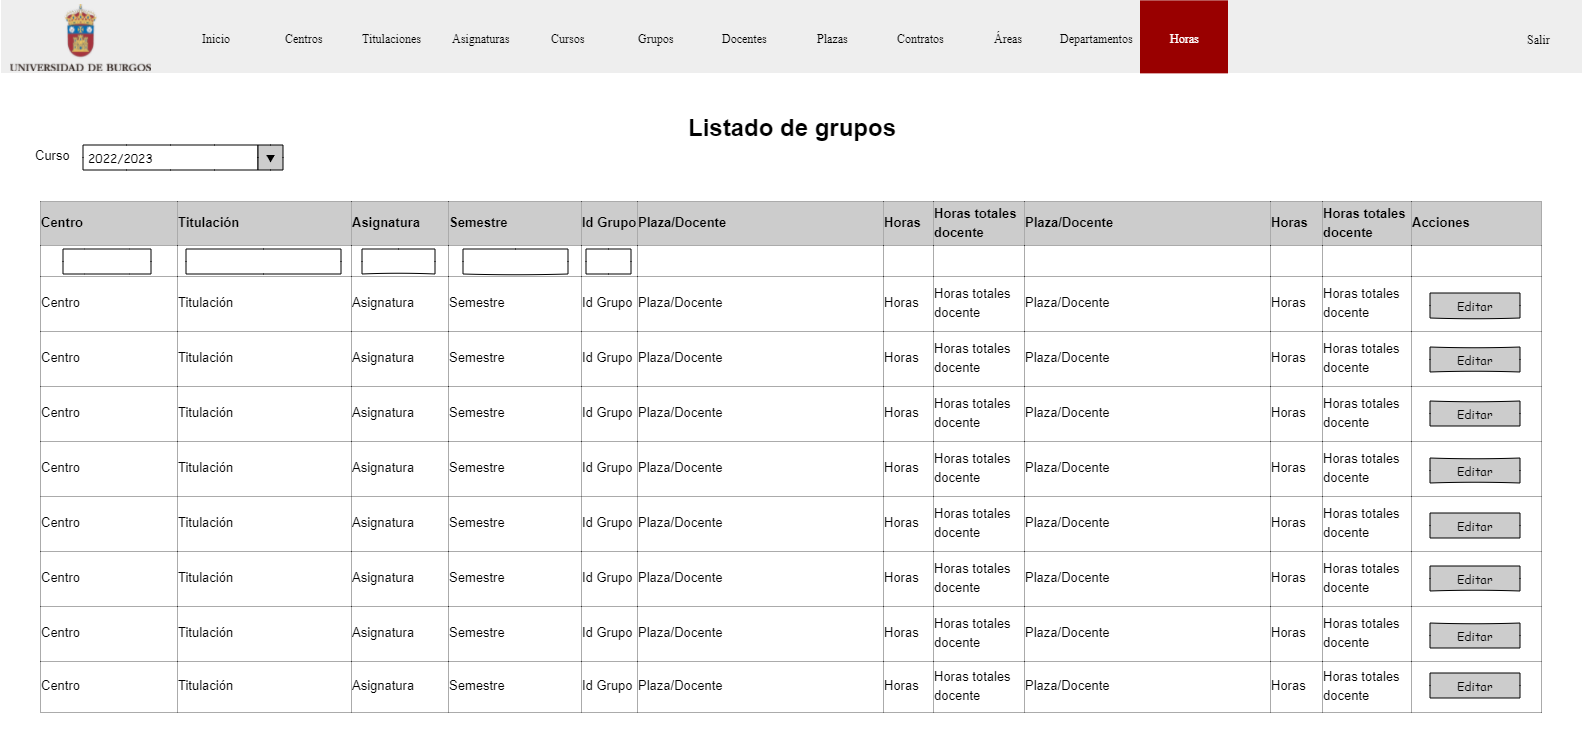 UNIVERSIDAD DE BURGOS
Inicio Centros Titulaciones Asignaturas Cursos Grupos Docentes Plazas Contratos Áreas Departamentos Horas Salir
Listado de grupos
Curso 2022/2023
Centro Titulación Asignatura Semestre Id Grupo Plaza/Docente Horas Horas totales docente Plaza/Docente Horas Horas totales docente Acciones
Centro Titulación Asignatura Semestre Id Grupo Plaza/Docente Horas Horas totales docente Plaza/Docente Horas Horas totales docente Editar
Centro Titulación Asignatura Semestre Id Grupo Plaza/Docente Horas Horas totales docente Plaza/Docente Horas Horas totales docente Editar
Centro Titulación Asignatura Semestre Id Grupo Plaza/Docente Horas Horas totales docente Plaza/Docente Horas Horas totales docente Editar
Centro Titulación Asignatura Semestre Id Grupo Plaza/Docente Horas Horas totales docente Plaza/Docente Horas Horas totales docente Editar
Centro Titulación Asignatura Semestre Id Grupo Plaza/Docente Horas Horas totales docente Plaza/Docente Horas Horas totales docente Editar
Centro Titulación Asignatura Semestre Id Grupo Plaza/Docente Horas Horas totales docente Plaza/Docente Horas Horas totales docente Editar
Centro Titulación Asignatura Semestre Id Grupo Plaza/Docente Horas Horas totales docente Plaza/Docente Horas Horas totales docente Editar
Centro Titulación Asignatura Semestre Id Grupo Plaza/Docente Horas Horas totales docente Plaza/Docente Horas Horas totales docente Editar